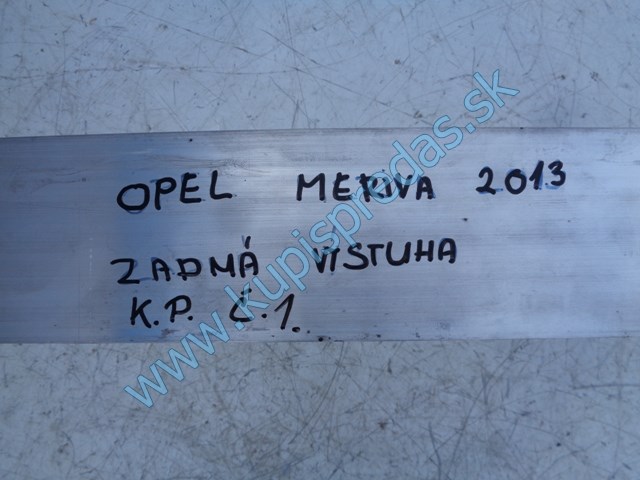 OPEL MERIVA 2013
ZADNÁ VÍSTUHA
K.P. Č.1.
www.kupispredas.sk